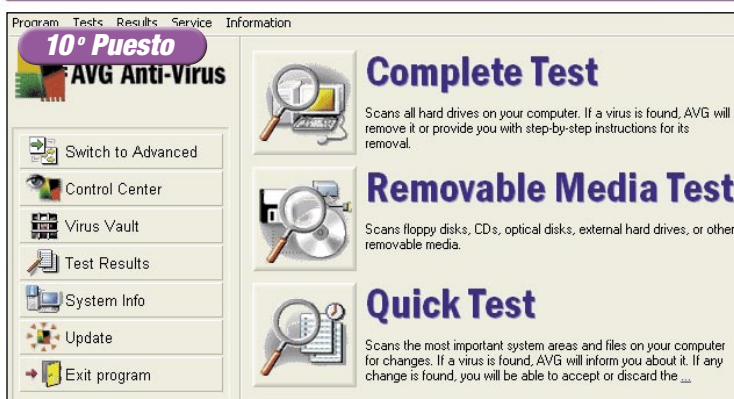 Program Tests Results Service Information
10º Puesto
AVG Anti-Virus
Switch to Advanced
Control Center
Virus Vault
Test Results
System Info
Update
Exit program
Complete Test
Scans all hard drives on your computer. If a virus is found, AVG will
remove it or provide you with step-by-step instructions for its
removal.
Removable Media Test
Scans floppy disks, CDs, optical disks, external hard drives, or other
removable media.
Quick Test
Scans the most important system areas and files on your computer
for changes. If a virus is found, AVG will inform you about it. If any
change is found, you will be able to accept or discard the ...